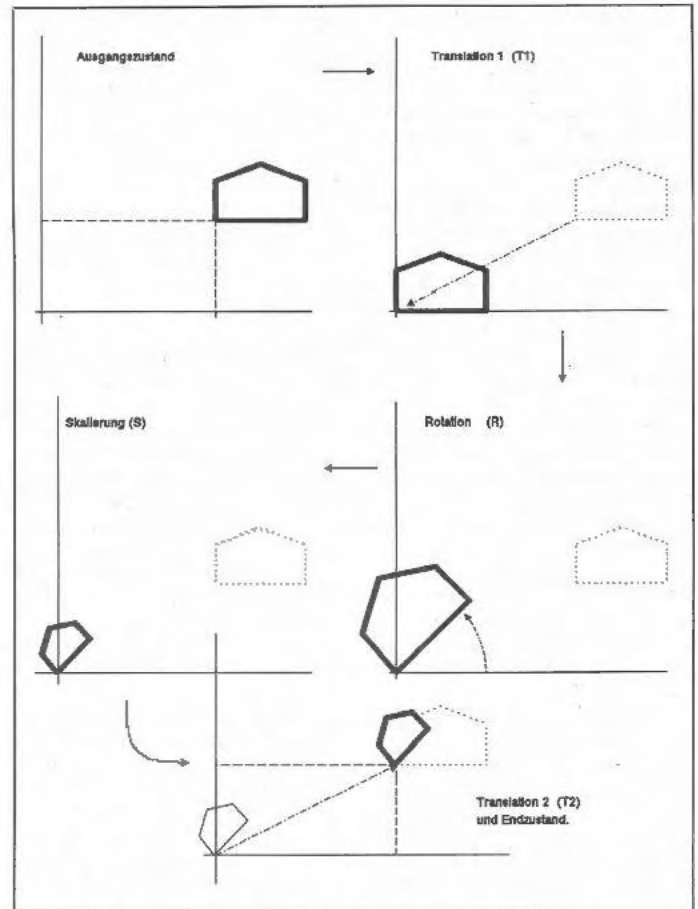 Ausgangszustand
Translation 1 (T1)
Skalierung (S)
Rotation (R)
Translation 2 (T2)
und Endzustand.